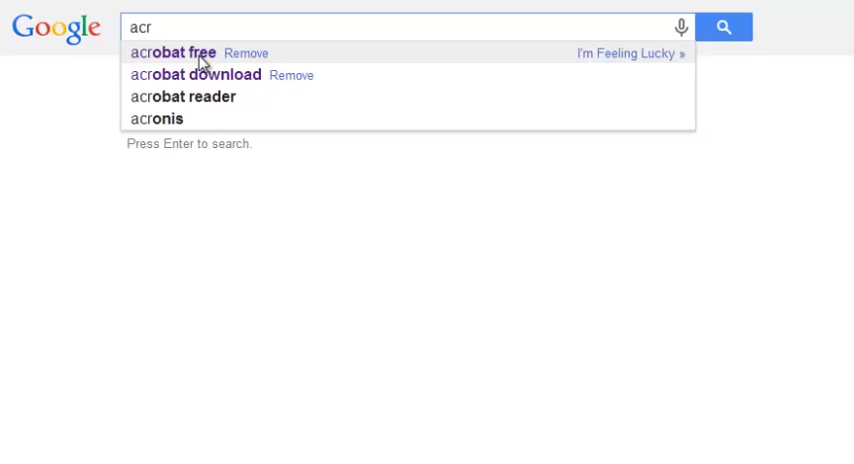 Google
acr
acrobat free Remove I'm Feeling Lucky »
acrobat download Remove
acrobat reader
acronis
Press Enter to search.